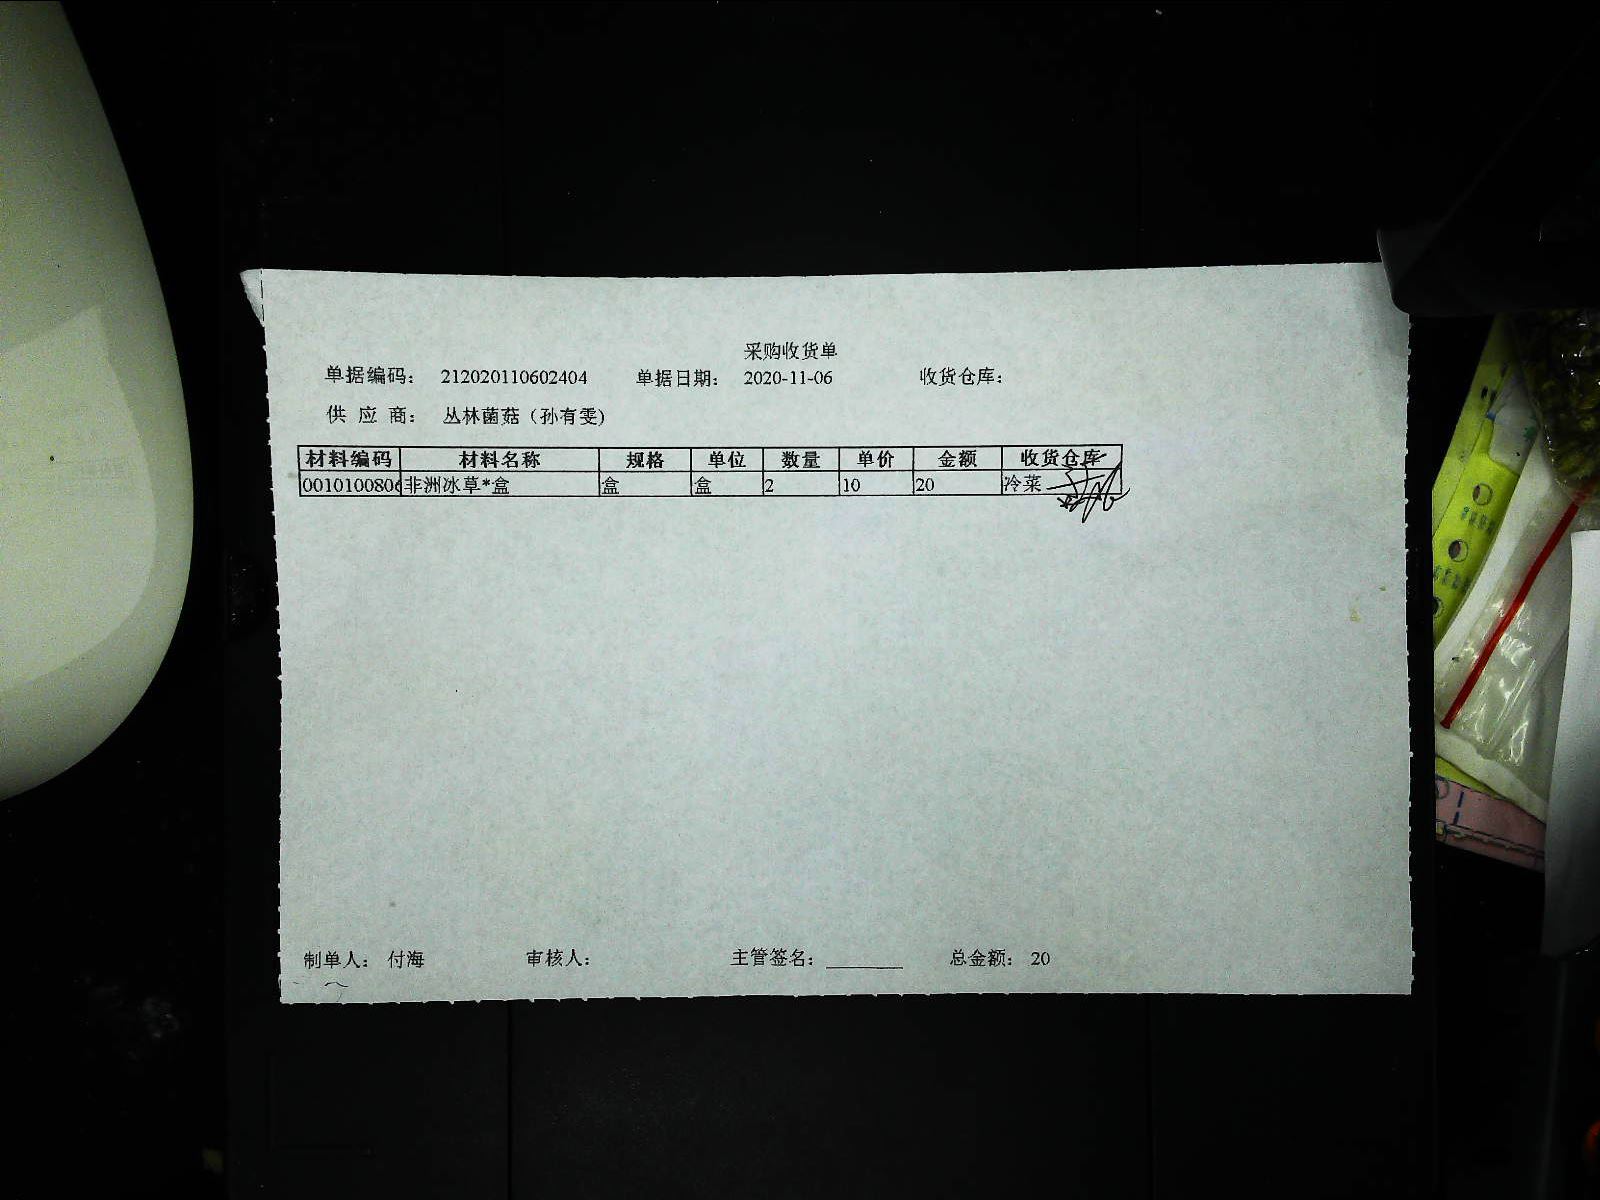 采购收货单
单据编码： 212020110602404 单据日期： 2020-11-06 收货仓库：
供 应 商： 丛林菌菇（孙有雯）
材料编码 材料名称 规格 单位 数量 单价 金额 收货仓库
0010100806 非洲冰草*盒 盒 盒 2 10 20 冷菜
制单人： 付海 审核人： 主管签名： ________ 总金额： 20